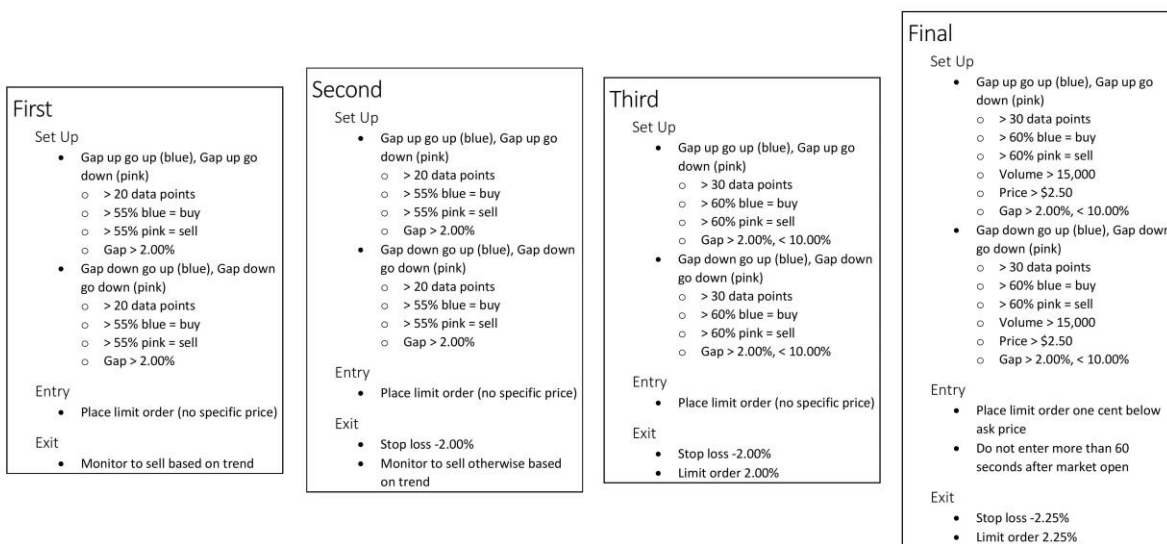 First
Set Up
• Gap up go up (blue), Gap up go
down (pink)
o > 20 data points
o > 55% blue = buy
o > 55% pink = sell
o Gap > 2.00%
• Gap down go up (blue), Gap down
go down (pink)
o > 20 data points
o > 55% blue = buy
o > 55% pink = sell
o Gap > 2.00%
Entry
• Place limit order (no specific price)
Exit
• Monitor to sell based on trend
Second
Set Up
• Gap up go up (blue), Gap up go
down (pink)
o > 20 data points
o > 55% blue = buy
o > 55% pink = sell
o Gap > 2.00%
• Gap down go up (blue), Gap down
go down (pink)
o > 20 data points
o > 55% blue = buy
o > 55% pink = sell
o Gap > 2.00%
Entry
• Place limit order (no specific price)
Exit
• Stop loss -2.00%
• Monitor to sell otherwise based
on trend
Third
Set Up
• Gap up go up (blue), Gap up go
down (pink)
o > 30 data points
o > 60% blue = buy
o > 60% pink = sell
o Gap > 2.00%, < 10.00%
• Gap down go up (blue), Gap down
go down (pink)
o > 30 data points
o > 60% blue = buy
o > 60% pink = sell
o Gap > 2.00%, < 10.00%
Entry
• Place limit order (no specific price)
Exit
• Stop loss -2.00%
• Limit order 2.00%
Final
Set Up
• Gap up go up (blue), Gap up go
down (pink)
o > 30 data points
o > 60% blue = buy
o > 60% pink = sell
o Volume > 15,000
o Price > $2.50
o Gap > 2.00%, < 10.00%
• Gap down go up (blue), Gap down
go down (pink)
o > 30 data points
o > 60% blue = buy
o > 60% pink = sell
o Volume > 15,000
o Price > $2.50
o Gap > 2.00%, < 10.00%
Entry
• Place limit order one cent below
ask price
• Do not enter more than 60
seconds after market open
Exit
• Stop loss -2.25%
• Limit order 2.25%